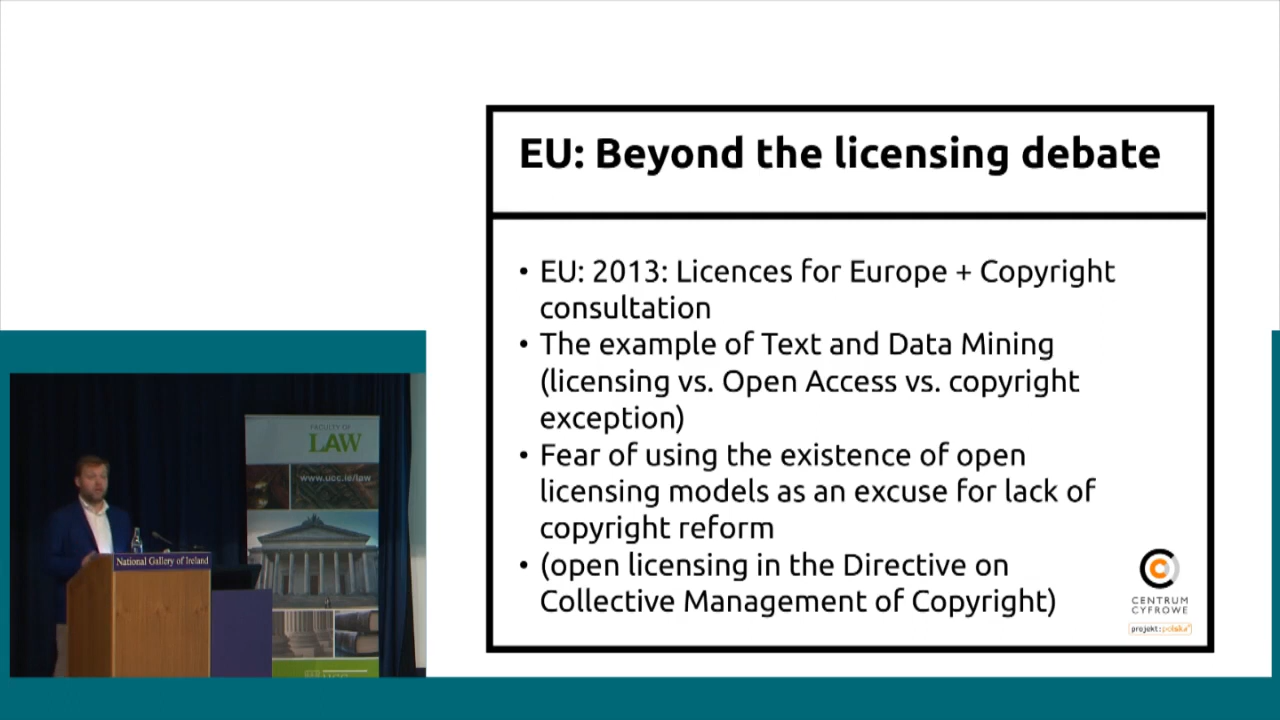 EU: Beyond the licensing debate
• EU: 2013: Licences for Europe + Copyright
consultation
• The example of Text and Data Mining
(licensing vs. Open Access vs. copyright
exception)
• Fear of using the existence of open
licensing models as an excuse for lack of
copyright reform
• (open licensing in the Directive on
Collective Management of Copyright)
CENTRUM
CYFROWE
projekt: polska
FACULTY OF
LAW
www.ucc.ie/law
National Gallery of Ireland